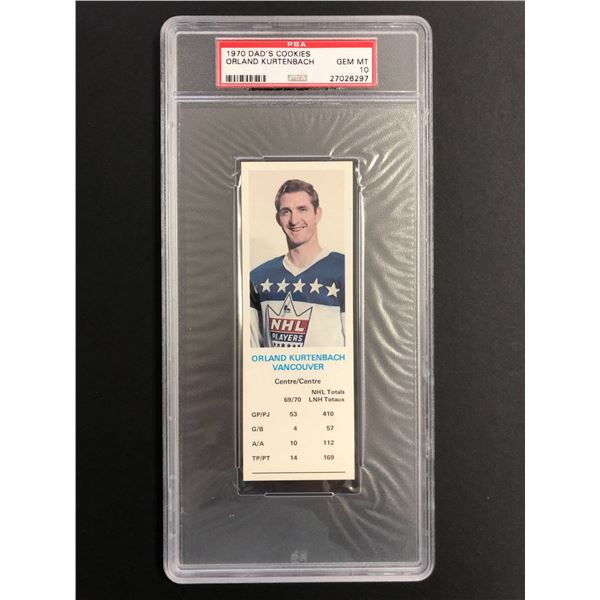 PSA
1970 DAD'S COOKIES
ORLAND KURTENBACH GEM MT
10
PSA 27026297
NHL
PLAYERS
ORLAND KURTENBACH
VANCOUVER
Centre/Centre
NHL Totals
69/70 LNH Totaux
GP/PJ 53 410
G/B 4 57
A/A 10 112
TP/PT 14 169